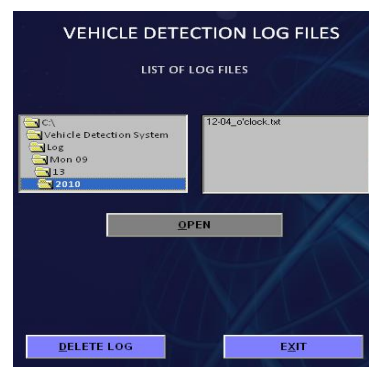 VEHICLE DETECTION LOG FILES
LIST OF LOG FILES
C:\
Vehicle Detection System
Log
Mon 09
13
2010
12-04_o'clock.txt
OPEN
DELETE LOG
EXIT